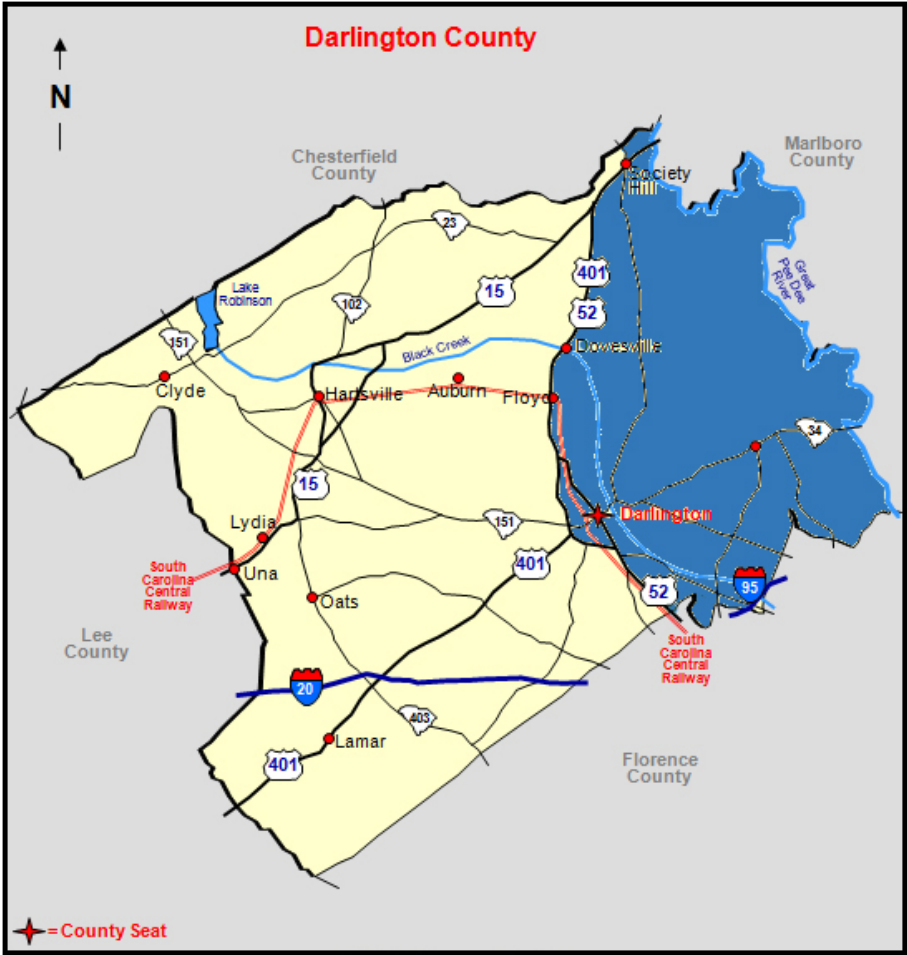 Darlington County
N
Chesterfield
County
Marlboro
County
Society
Hill
23
401
Great
Pee Dee
River
Lake
Robinson
15
102
52
151
Black Creek
Dowesville
Clyde
Hartsville
Auburn
Floyd
34
15
Darlington
Lydia
151
401
Una
South
Carolina
Central
Railway
95
52
Oats
Lee
County
South
Carolina
Central
Railway
20
403
Lamar
401
Florence
County
= County Seat